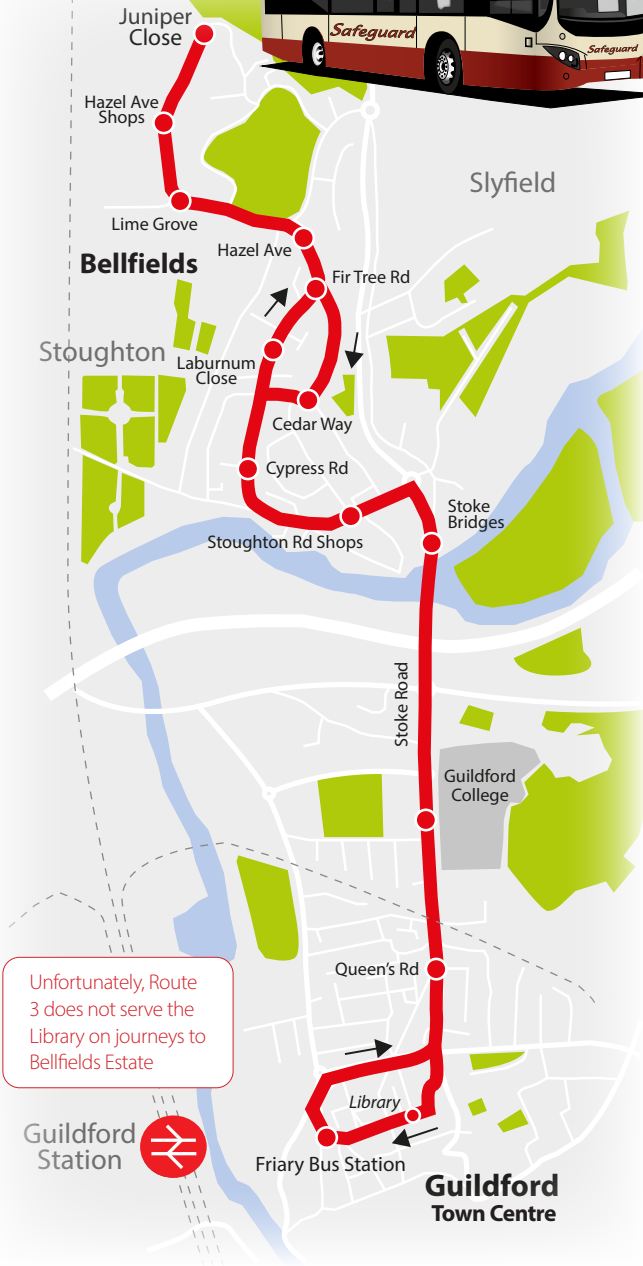 Juniper
Close
Safeguard
Safeguard
Hazel Ave
Shops
Slyfield
Lime Grove
Hazel Ave
Bellfields
Fir Tree Rd
Stoughton
Laburnum
Close
Cedar Way
Cypress Rd
Stoke
Bridges
Stoughton Rd Shops
Stoke Road
Guildford
College
Queen's Rd
Unfortunately, Route
3 does not serve the
Library on journeys to
Bellfields Estate
Library
Guildford
Station
Friary Bus Station
Guildford
Town Centre